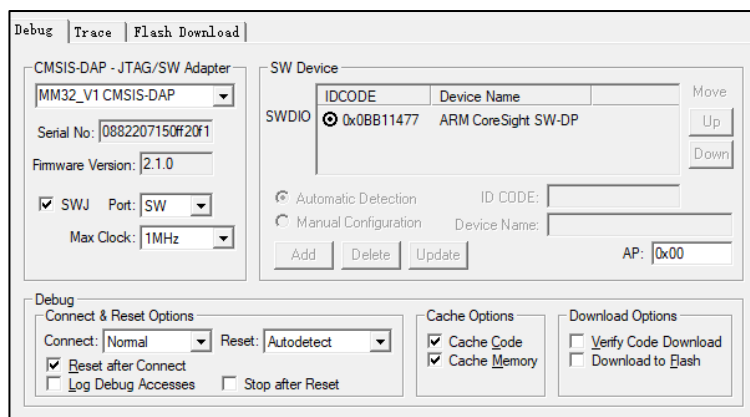 Debug Trace Flash Download
CMSIS-DAP - JTAG/SW Adapter
MM32_V1 CMSIS-DAP
Serial No: 0882207150ff20f1
Firmware Version: 2.1.0
SWJ Port: SW
Max Clock: 1MHz
SW Device
IDCODE Device Name
SWDIO 0x0BB11477 ARM CoreSight SW-DP
Move
Up
Down
Automatic Detection ID CODE:
Manual Configuration Device Name:
Add Delete Update AP: 0x00
Debug
Connect & Reset Options
Connect: Normal Reset: Autodetect
Reset after Connect
Log Debug Accesses Stop after Reset
Cache Options
Cache Code
Cache Memory
Download Options
Verify Code Download
Download to Flash